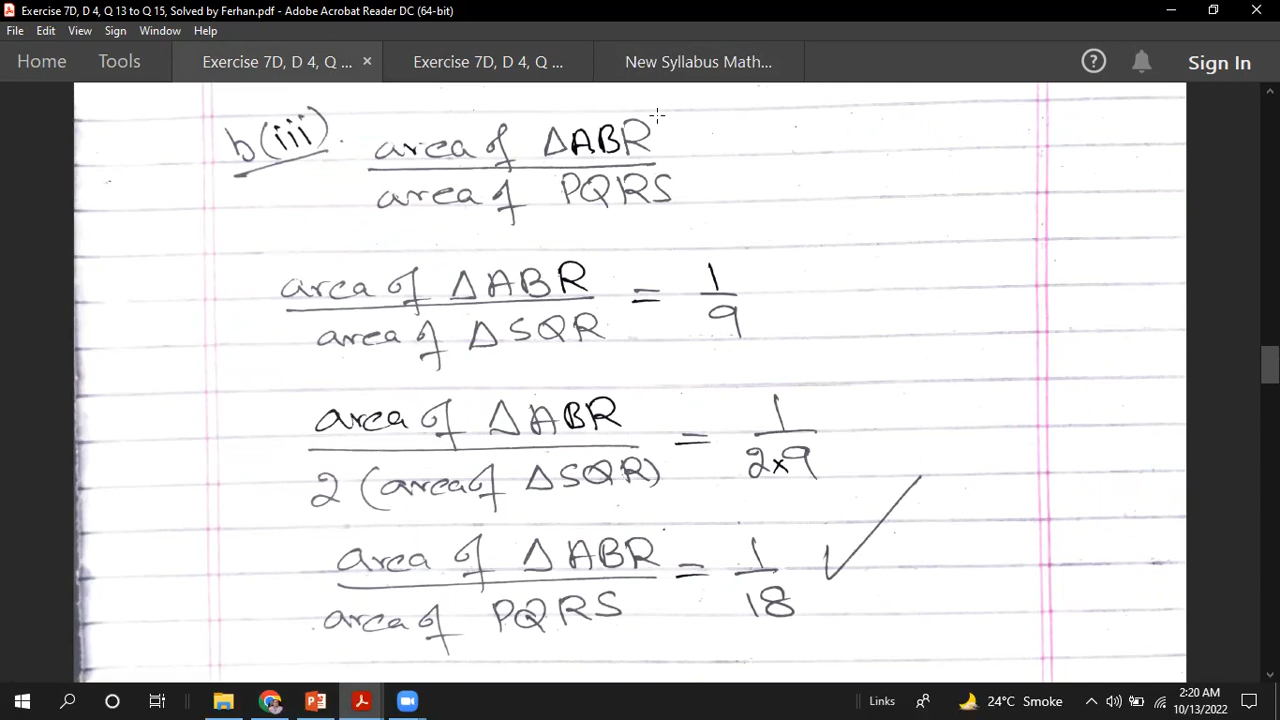 Exercise 7D, D 4, Q 13 to Q 15, Solved by Ferhan.pdf - Adobe Acrobat Reader DC (64-bit)
File Edit View Sign Window Help
Home Tools Exercise 7D, D 4, Q ... × Exercise 7D, D 4, Q ... New Syllabus Math... ? Sign In
b(iii). area of ΔABR
area of PQRS
area of ΔABR = 1
area of ΔSQR 9
area of ΔABR = 1
2 (area of ΔSQR) 2×9
area of ΔABR = 1 ✓
area of PQRS 18
Links 24°C Smoke 2:20 AM
10/13/2022